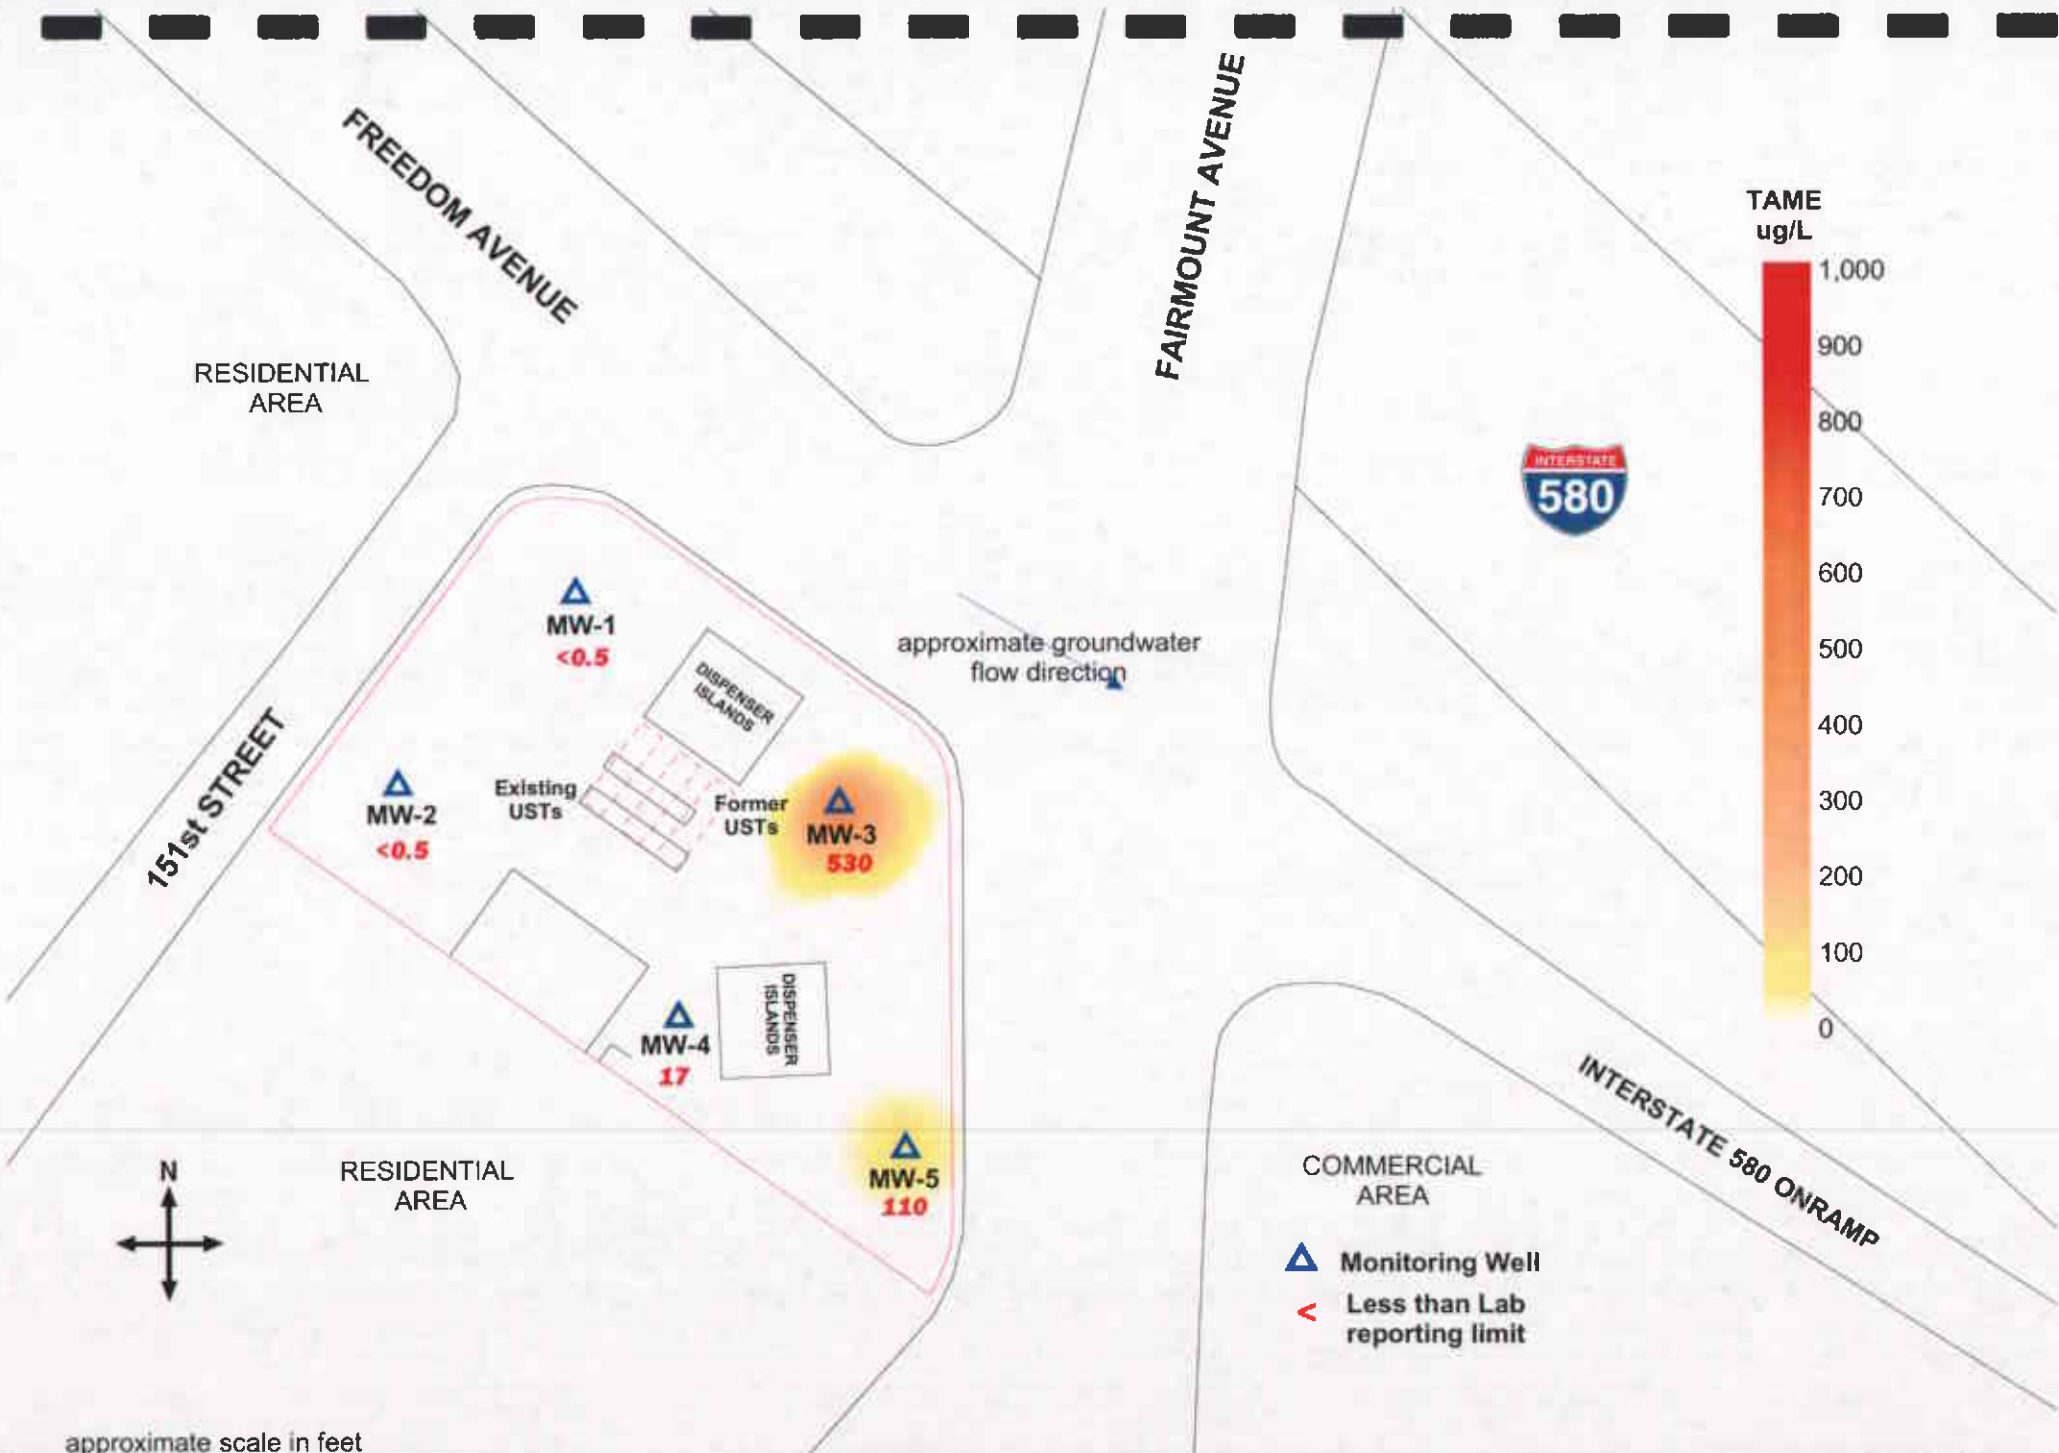 FREEDOM AVENUE
FAIRMOUNT AVENUE
TAME
ug/L
1,000
900
800
700
600
500
400
300
200
100
0
RESIDENTIAL
AREA
INTERSTATE
580
MW-1
<0.5
approximate groundwater
flow direction
DISPENSER
ISLANDS
151st STREET
MW-2
<0.5
Existing
USTs
Former
USTs
MW-3
530
DISPENSER
ISLANDS
MW-4
17
MW-5
110
INTERSTATE 580 ONRAMP
N
RESIDENTIAL
AREA
COMMERCIAL
AREA
Monitoring Well
< Less than Lab
reporting limit
approximate scale in feet